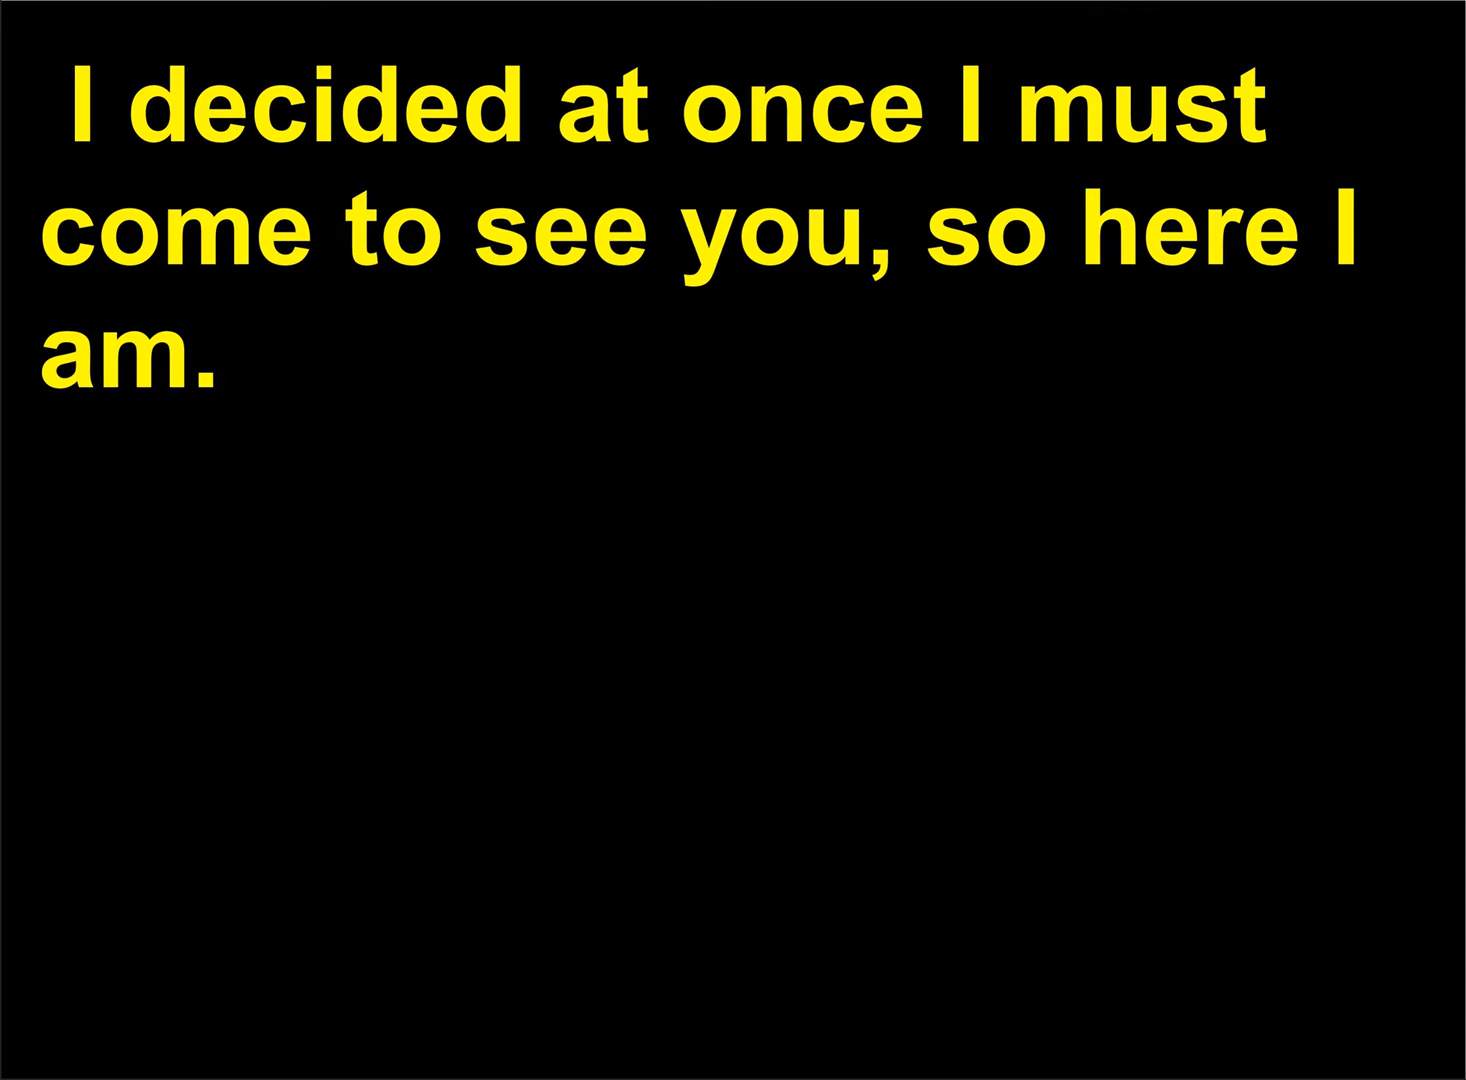 I decided at once I must
come to see you, so here I
am.